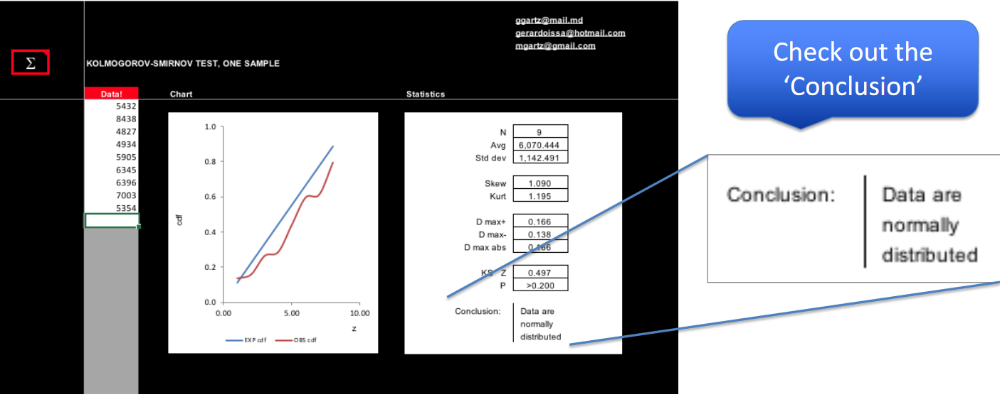 ggartz@mail.md
gerardoissa@hotmail.com
mgartz@gmail.com
Σ
KOLMOGOROV-SMIRNOV TEST, ONE SAMPLE
Data!
Chart
Statistics
5432
8438
4827
4934
5905
6345
6396
7003
5354
1.0
0.8
0.6
0.4
0.2
0.0
cdf
0.00 5.00 10.00
z
EXP cdf OBS cdf
N 9
Avg 6,070.444
Std dev 1,142.491
Skew 1.090
Kurt 1.195
D max+ 0.166
D max- 0.138
D max abs 0.166
KS - Z 0.497
P >0.200
Conclusion: Data are
normally
distributed
Check out the
‘Conclusion’
Conclusion: Data are
normally
distributed